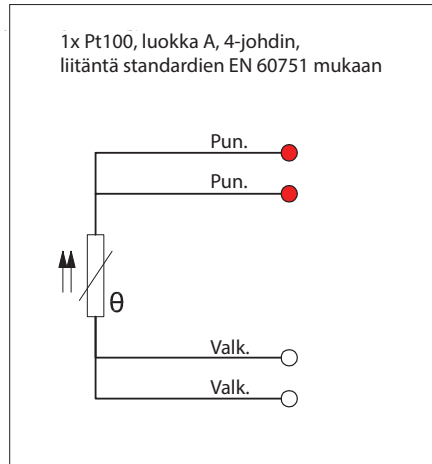 1x Pt100, luokka A, 4-johdin,
liitäntä standardien EN 60751 mukaan
Pun.
Pun.
θ
Valk.
Valk.